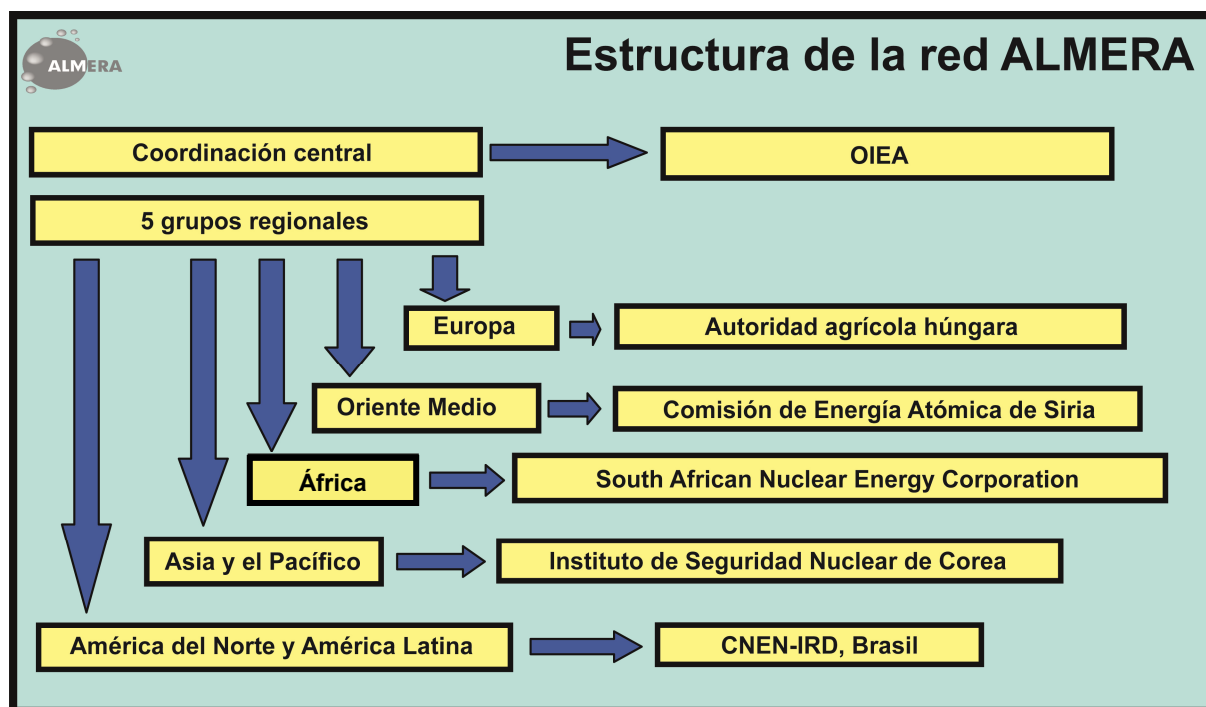 ALMERA
Estructura de la red ALMERA
Coordinación central
OIEA
5 grupos regionales
Europa
Autoridad agrícola húngara
Oriente Medio
Comisión de Energía Atómica de Siria
África
South African Nuclear Energy Corporation
Asia y el Pacífico
Instituto de Seguridad Nuclear de Corea
América del Norte y América Latina
CNEN-IRD, Brasil